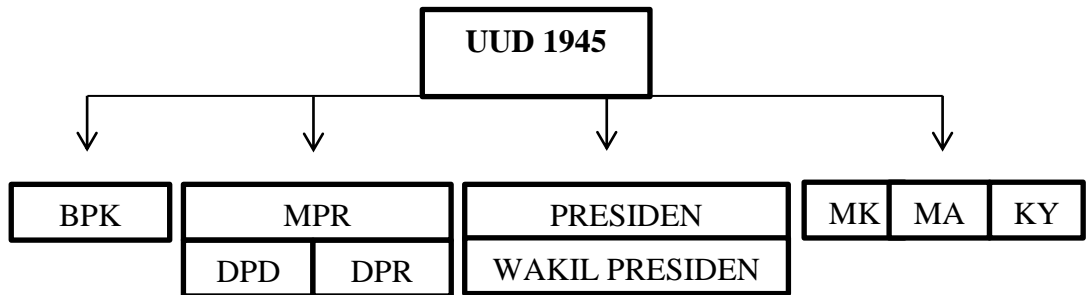 UUD 1945
BPK
MPR
PRESIDEN
MK
MA
KY
DPD
DPR
WAKIL PRESIDEN